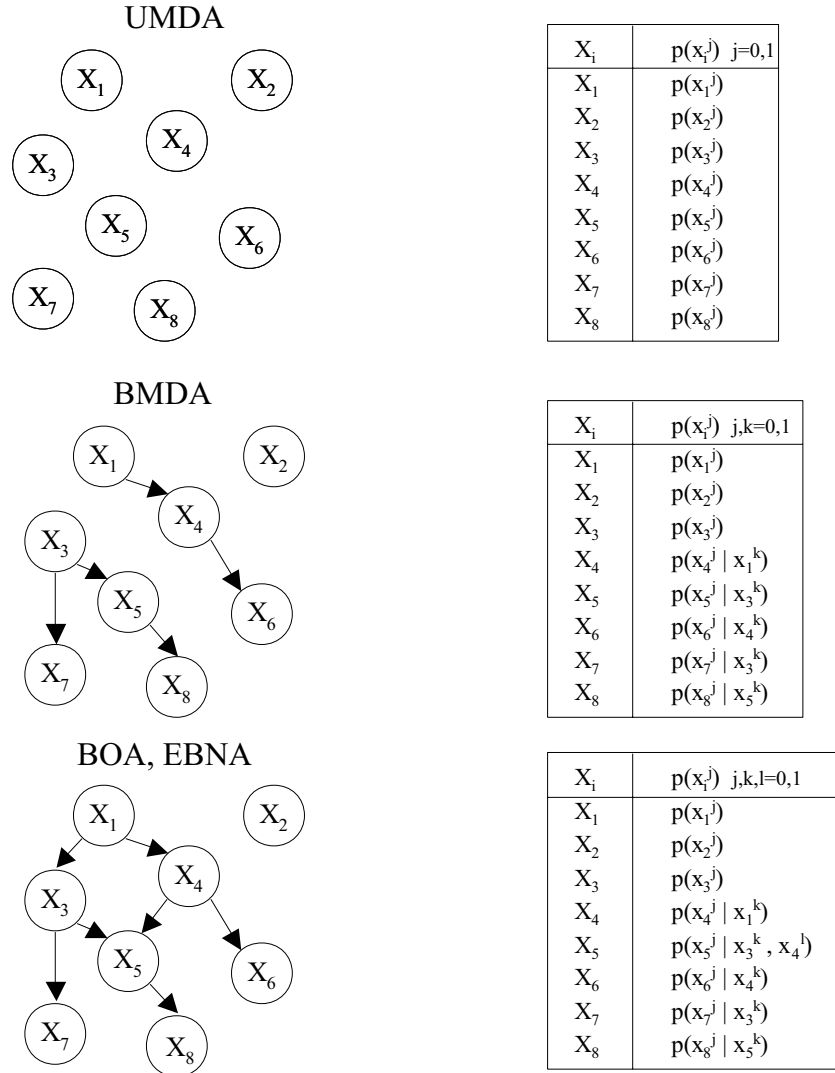 UMDA
X₁
X₂
X₃
X₄
X₅
X₆
X₇
X₈
Xᵢ p(xᵢʲ) j=0,1
X₁ p(x₁ʲ)
X₂ p(x₂ʲ)
X₃ p(x₃ʲ)
X₄ p(x₄ʲ)
X₅ p(x₅ʲ)
X₆ p(x₆ʲ)
X₇ p(x₇ʲ)
X₈ p(x₈ʲ)
BMDA
X₁
X₂
X₄
X₃
X₅
X₆
X₇
X₈
Xᵢ p(xᵢʲ) j,k=0,1
X₁ p(x₁ʲ)
X₂ p(x₂ʲ)
X₃ p(x₃ʲ)
X₄ p(x₄ʲ | x₁ᵏ)
X₅ p(x₅ʲ | x₃ᵏ)
X₆ p(x₆ʲ | x₄ᵏ)
X₇ p(x₇ʲ | x₃ᵏ)
X₈ p(x₈ʲ | x₅ᵏ)
BOA, EBNA
X₁
X₂
X₄
X₃
X₅
X₆
X₇
X₈
Xᵢ p(xᵢʲ) j,k,l=0,1
X₁ p(x₁ʲ)
X₂ p(x₂ʲ)
X₃ p(x₃ʲ)
X₄ p(x₄ʲ | x₁ᵏ)
X₅ p(x₅ʲ | x₃ᵏ , x₄ˡ)
X₆ p(x₆ʲ | x₄ᵏ)
X₇ p(x₇ʲ | x₃ᵏ)
X₈ p(x₈ʲ | x₅ᵏ)